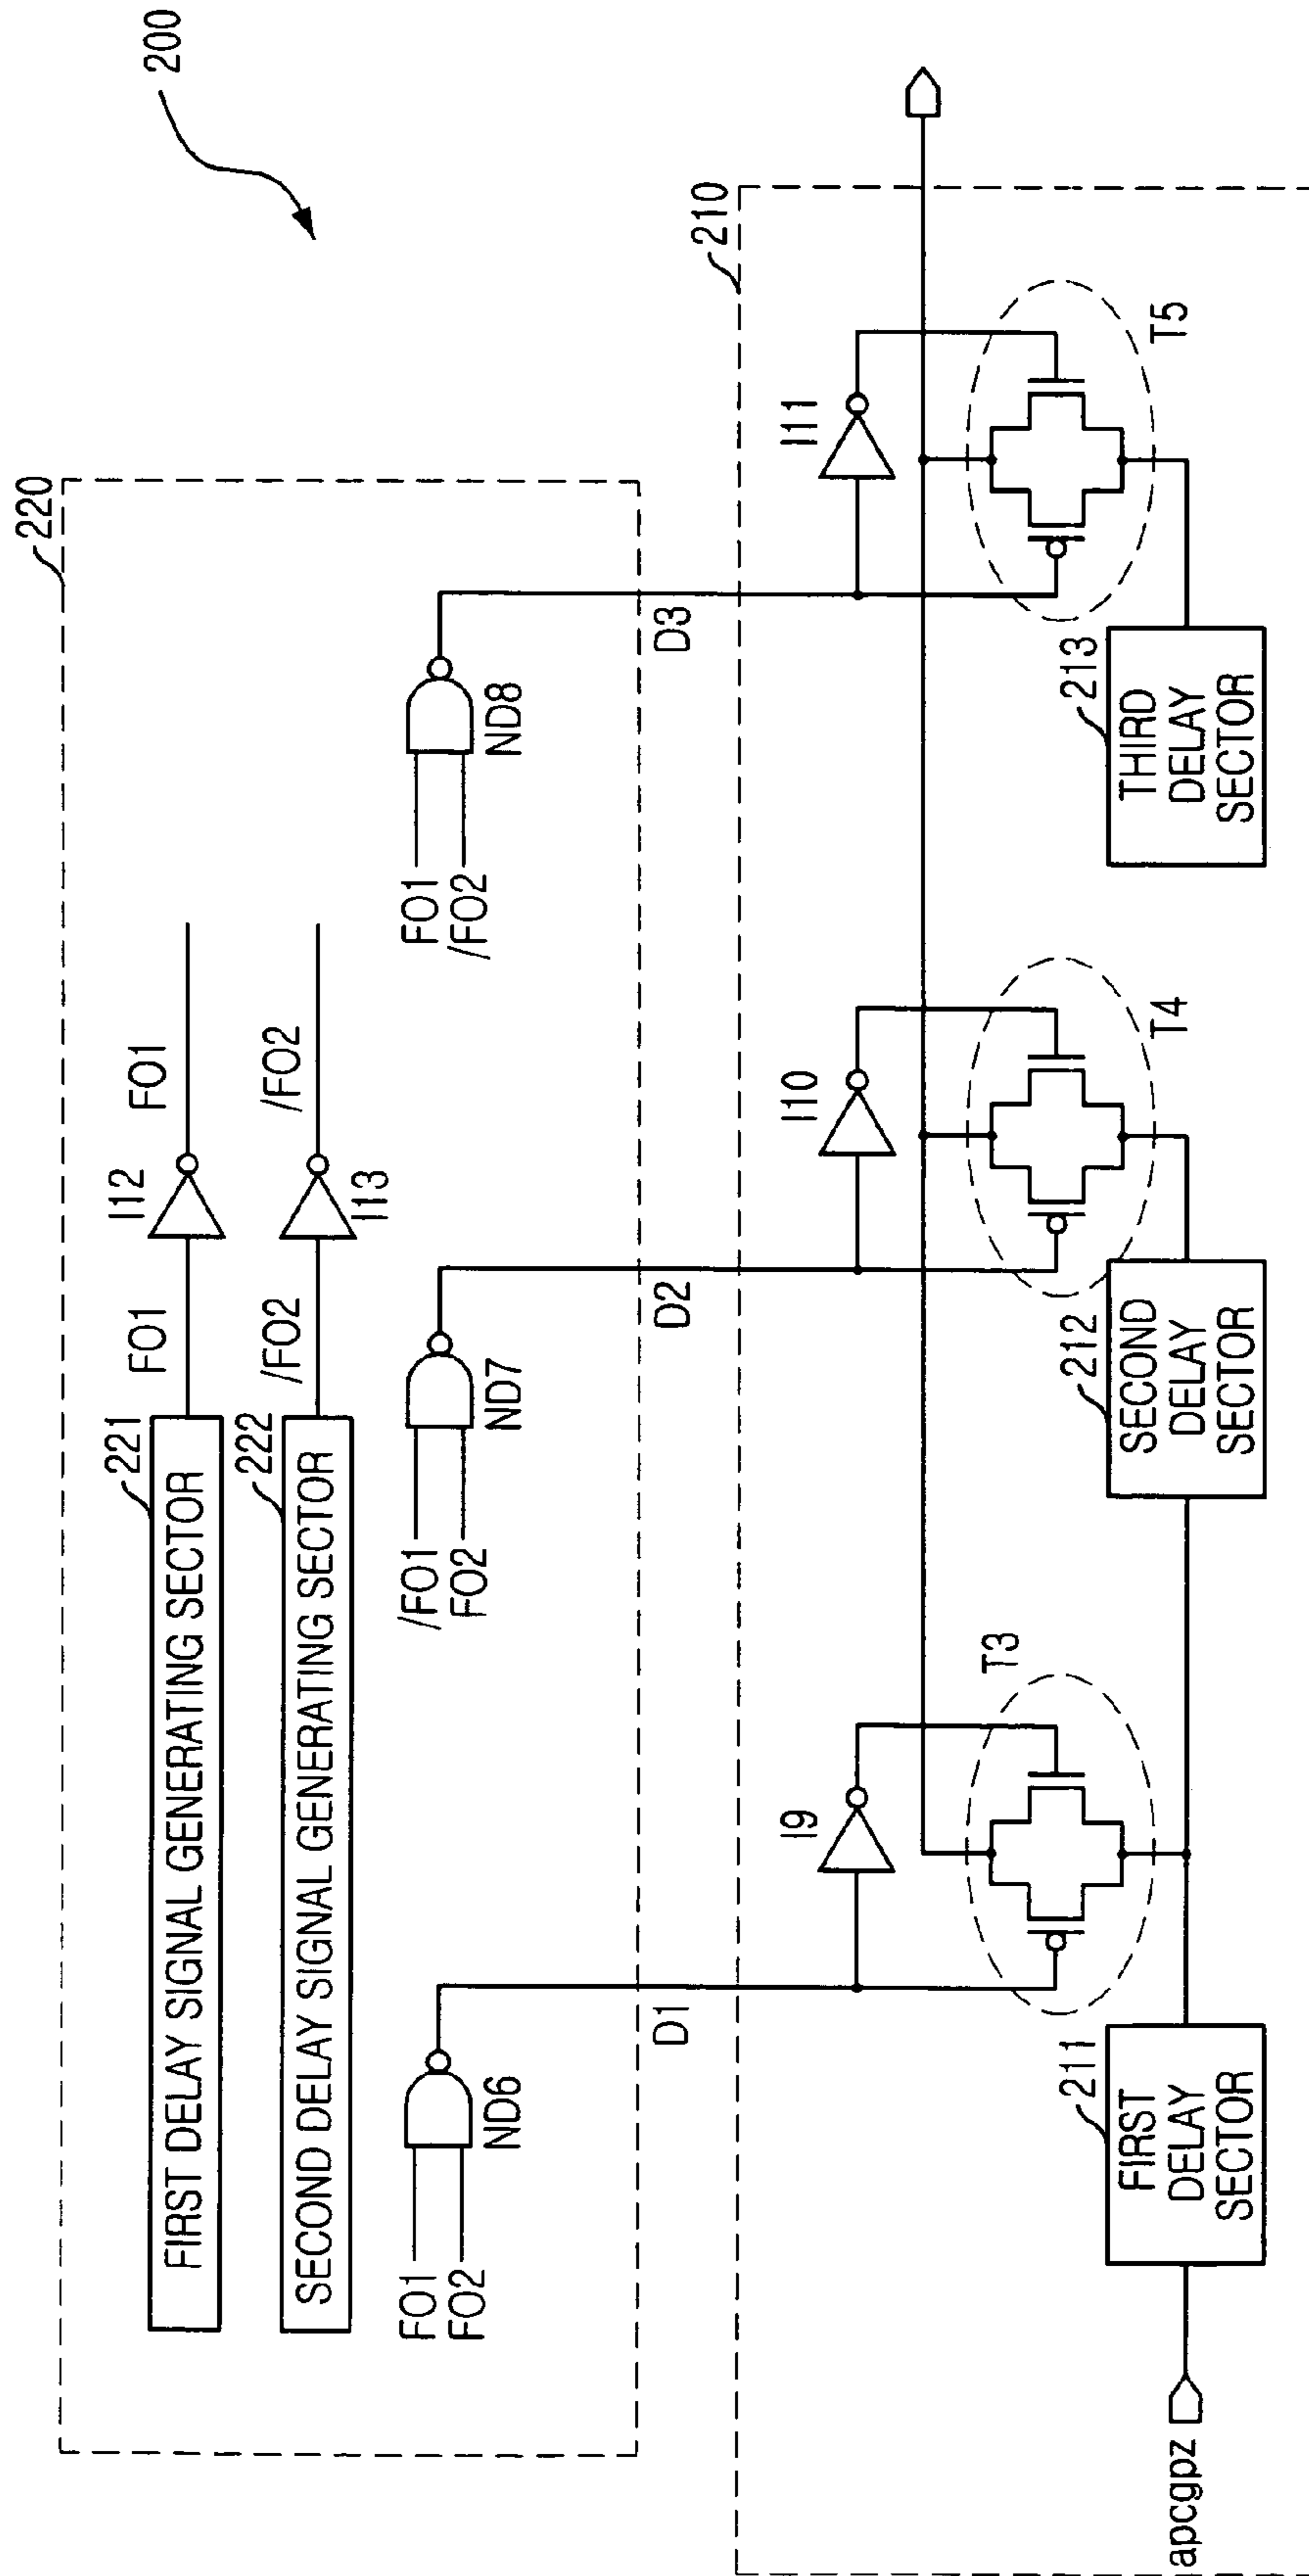 200
220
221
FIRST DELAY SIGNAL GENERATING SECTOR
FO1
I12
FO1
222
SECOND DELAY SIGNAL GENERATING SECTOR
/FO2
I13
/FO2
FO1
FO2
ND6
/FO1
FO2
ND7
FO1
/FO2
ND8
D1
D2
D3
210
I9
I10
I11
T3
T4
T5
apcgpz
211
FIRST
DELAY
SECTOR
212
SECOND
DELAY
SECTOR
213
THIRD
DELAY
SECTOR